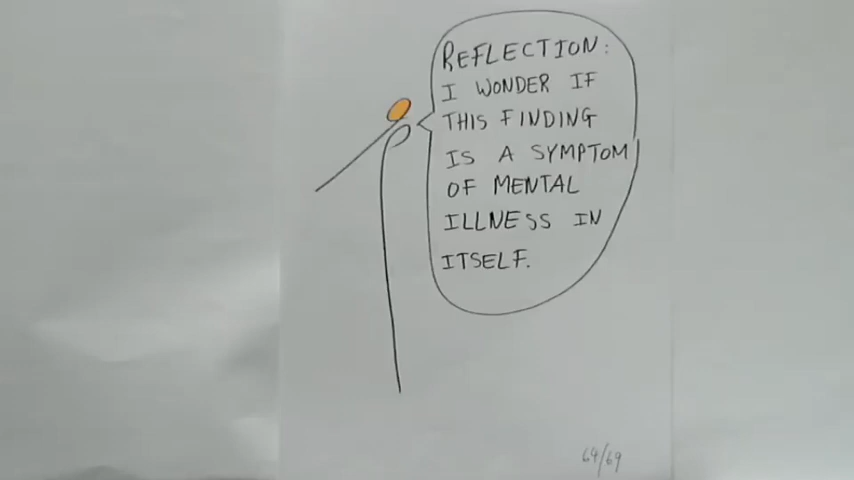 REFLECTION:
I WONDER IF
THIS FINDING
IS A SYMPTOM
OF MENTAL
ILLNESS IN
ITSELF.
64/69